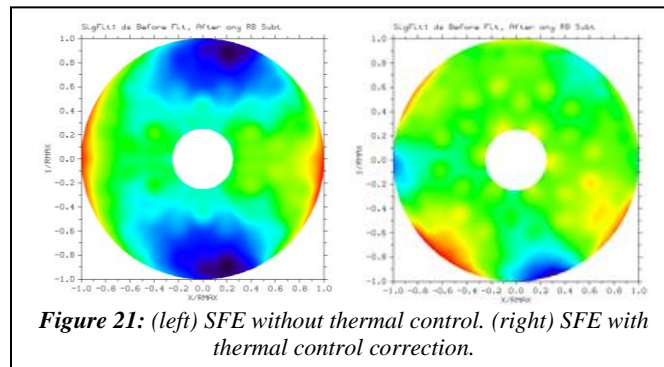 SigFit: ds Before Fit, After any RB Subt
SigFit: ds Before Fit, After any RB Subt
1.0
0.8
0.6
0.4
0.2
0.0
-0.2
-0.4
-0.6
-0.8
-1.0
Y/RMAX
-1.0 -0.8 -0.6 -0.4 -0.2 0.0 0.2 0.4 0.6 0.8 1.0
X/RMAX
1.0
0.8
0.6
0.4
0.2
0.0
-0.2
-0.4
-0.6
-0.8
-1.0
Y/RMAX
-1.0 -0.8 -0.6 -0.4 -0.2 0.0 0.2 0.4 0.6 0.8 1.0
X/RMAX
Figure 21: (left) SFE without thermal control. (right) SFE with
thermal control correction.